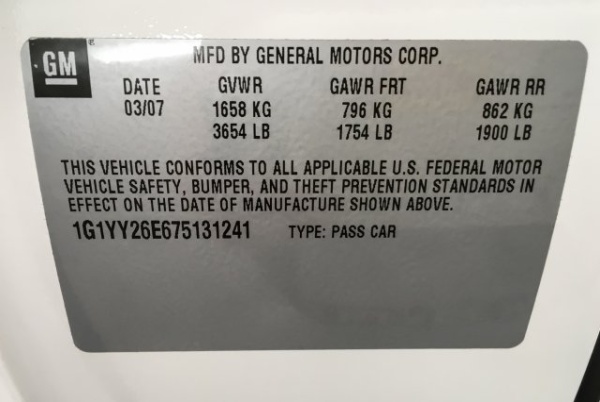 GM
MFD BY GENERAL MOTORS CORP.
DATE GVWR GAWR FRT GAWR RR
03/07 1658 KG 796 KG 862 KG
3654 LB 1754 LB 1900 LB
THIS VEHICLE CONFORMS TO ALL APPLICABLE U.S. FEDERAL MOTOR
VEHICLE SAFETY, BUMPER, AND THEFT PREVENTION STANDARDS IN
EFFECT ON THE DATE OF MANUFACTURE SHOWN ABOVE.
1G1YY26E675131241 TYPE: PASS CAR